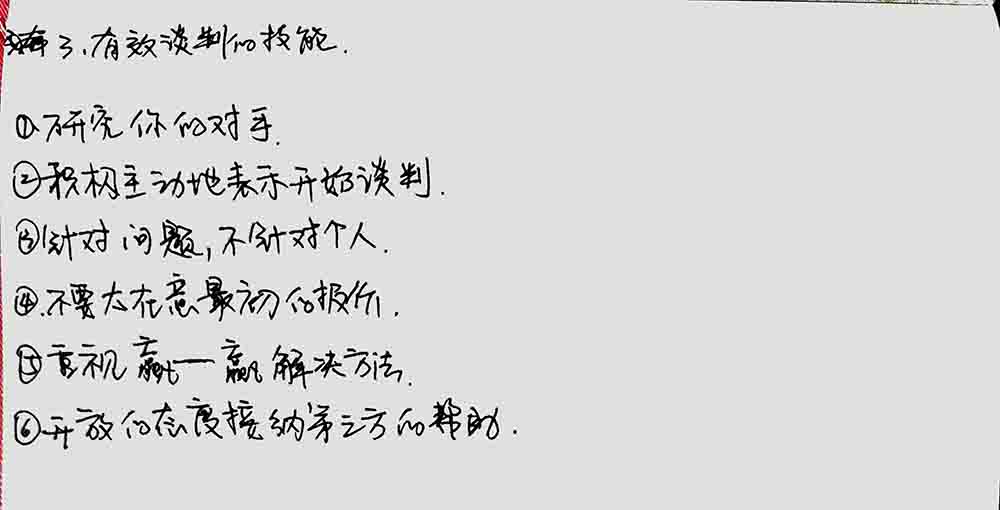 3、有效谈判的技能.
①研究你的对手.
②积极主动地表示开始谈判.
③针对问题,不针对个人.
④.不要太在意最初的报价.
⑤重视赢一赢解决方法.
⑥开放的态度接纳第三方的帮助.